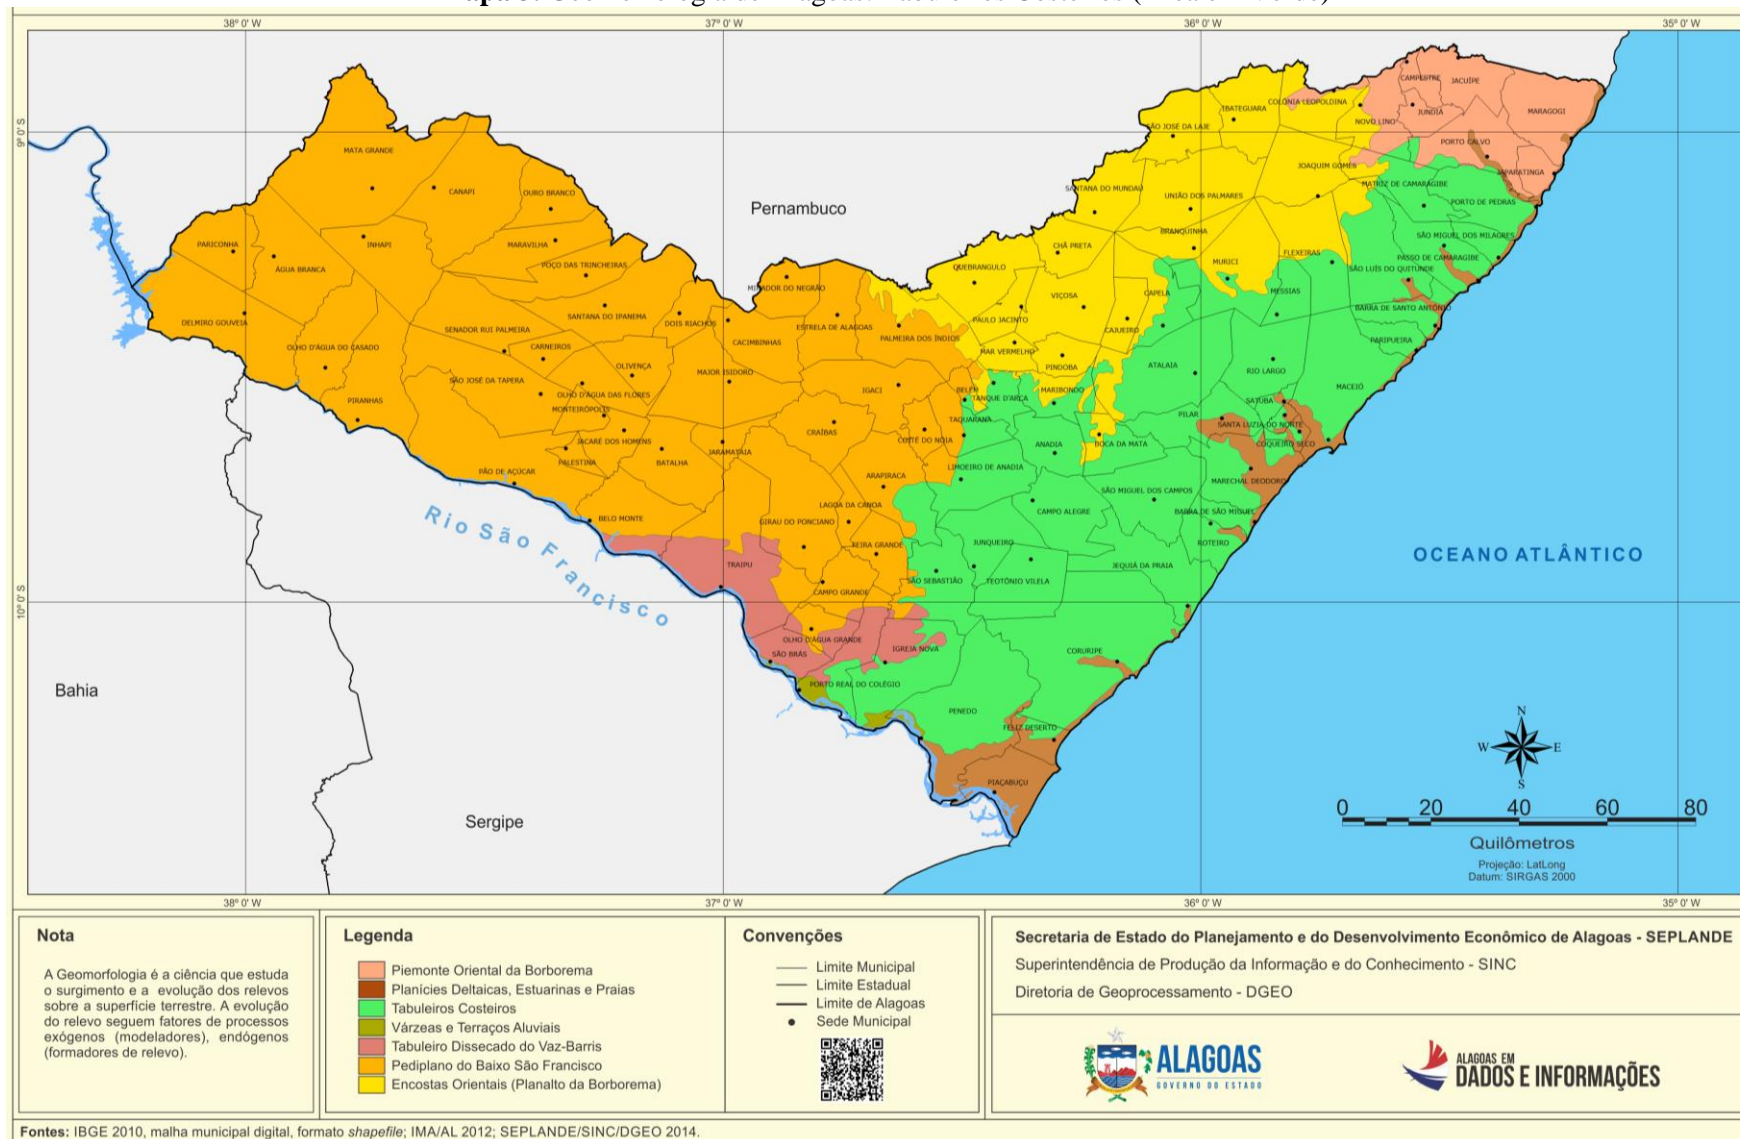 38° 0' W
37° 0' W
36° 0' W
35° 0' W
9° 0' S
10° 0' S
CAMPESTRE
JACUÍPE
COLÔNIA LEOPOLDINA
IBATEGUARA
JUNDIÁ
MARAGOGI
NOVO LINO
SÃO JOSÉ DA LAJE
PORTO CALVO
MATA GRANDE
JOAQUIM GOMES
JAPARATINGA
CANAPI
OURO BRANCO
SANTANA DO MUNDAÚ
UNIÃO DOS PALMARES
MATRIZ DE CAMARAGIBE
PORTO DE PEDRAS
Pernambuco
BRANQUINHA
SÃO MIGUEL DOS MILAGRES
PARICONHA
INHAPI
MARAVILHA
CHÃ PRETA
FLEXEIRAS
PASSO DE CAMARAGIBE
ÁGUA BRANCA
POÇO DAS TRINCHEIRAS
QUEBRANGULO
MURICI
SÃO LUÍS DO QUITUNDE
MINADOR DO NEGRÃO
VIÇOSA
CAPELA
MESSIAS
BARRA DE SANTO ANTÔNIO
DELMIRO GOUVEIA
SANTANA DO IPANEMA
DOIS RIACHOS
PAULO JACINTO
SENADOR RUI PALMEIRA
ESTRELA DE ALAGOAS
CAJUEIRO
CACIMBINHAS
PALMEIRA DOS ÍNDIOS
PARIPUEIRA
OLHO D'ÁGUA DO CASADO
CARNEIROS
MAR VERMELHO
OLIVENÇA
PINDOBA
ATALAIA
RIO LARGO
MAJOR ISIDORO
SÃO JOSÉ DA TAPERA
IGACI
BELÉM
MARIBONDO
MACEIÓ
OLHO D'ÁGUA DAS FLORES
TANQUE D'ARCA
PIRANHAS
SATUBA
MONTEIRÓPOLIS
TAQUARANA
PILAR
SANTA LUZIA DO NORTE
CRAÍBAS
JACARÉ DOS HOMENS
COITÉ DO NÓIA
ANADIA
BOCA DA MATA
COQUEIRO SECO
JARAMATAIA
PALESTINA
BATALHA
LIMOEIRO DE ANADIA
PÃO DE AÇÚCAR
ARAPIRACA
MARECHAL DEODORO
SÃO MIGUEL DOS CAMPOS
LAGOA DA CANOA
CAMPO ALEGRE
BARRA DE SÃO MIGUEL
BELO MONTE
GIRAU DO PONCIANO
Rio São Francisco
FEIRA GRANDE
JUNQUEIRO
ROTEIRO
OCEANO ATLÂNTICO
TRAIPU
JEQUIÁ DA PRAIA
SÃO SEBASTIÃO
TEOTÔNIO VILELA
CAMPO GRANDE
OLHO D'ÁGUA GRANDE
IGREJA NOVA
SÃO BRÁS
CORURIPE
PORTO REAL DO COLÉGIO
Bahia
PENEDO
FELIZ DESERTO
PIAÇABUÇU
Sergipe
N
W
E
S
0 20 40 60 80
Quilômetros
Projeção: LatLong
Datum: SIRGAS 2000
38° 0' W
37° 0' W
36° 0' W
35° 0' W
Nota
A Geomorfologia é a ciência que estuda
o surgimento e a evolução dos relevos
sobre a superfície terrestre. A evolução
do relevo seguem fatores de processos
exógenos (modeladores), endógenos
(formadores de relevo).
Legenda
Piemonte Oriental da Borborema
Planícies Deltaicas, Estuarinas e Praias
Tabuleiros Costeiros
Várzeas e Terraços Aluviais
Tabuleiro Dissecado do Vaz-Barris
Pediplano do Baixo São Francisco
Encostas Orientais (Planalto da Borborema)
Convenções
Limite Municipal
Limite Estadual
Limite de Alagoas
Sede Municipal
Secretaria de Estado do Planejamento e do Desenvolvimento Econômico de Alagoas - SEPLANDE
Superintendência de Produção da Informação e do Conhecimento - SINC
Diretoria de Geoprocessamento - DGEO
ALAGOAS
GOVERNO DO ESTADO
ALAGOAS EM
DADOS E INFORMAÇÕES
Fontes: IBGE 2010, malha municipal digital, formato shapefile; IMA/AL 2012; SEPLANDE/SINC/DGEO 2014.